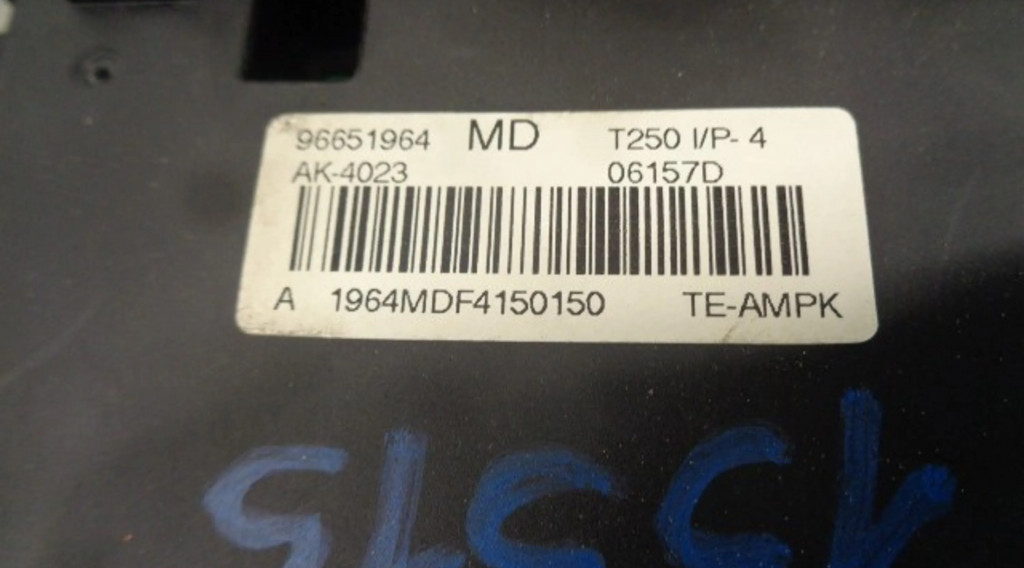 96651964 MD T250 I/P- 4
AK-4023 06157D
A 1964MDF4150150 TE-AMPK